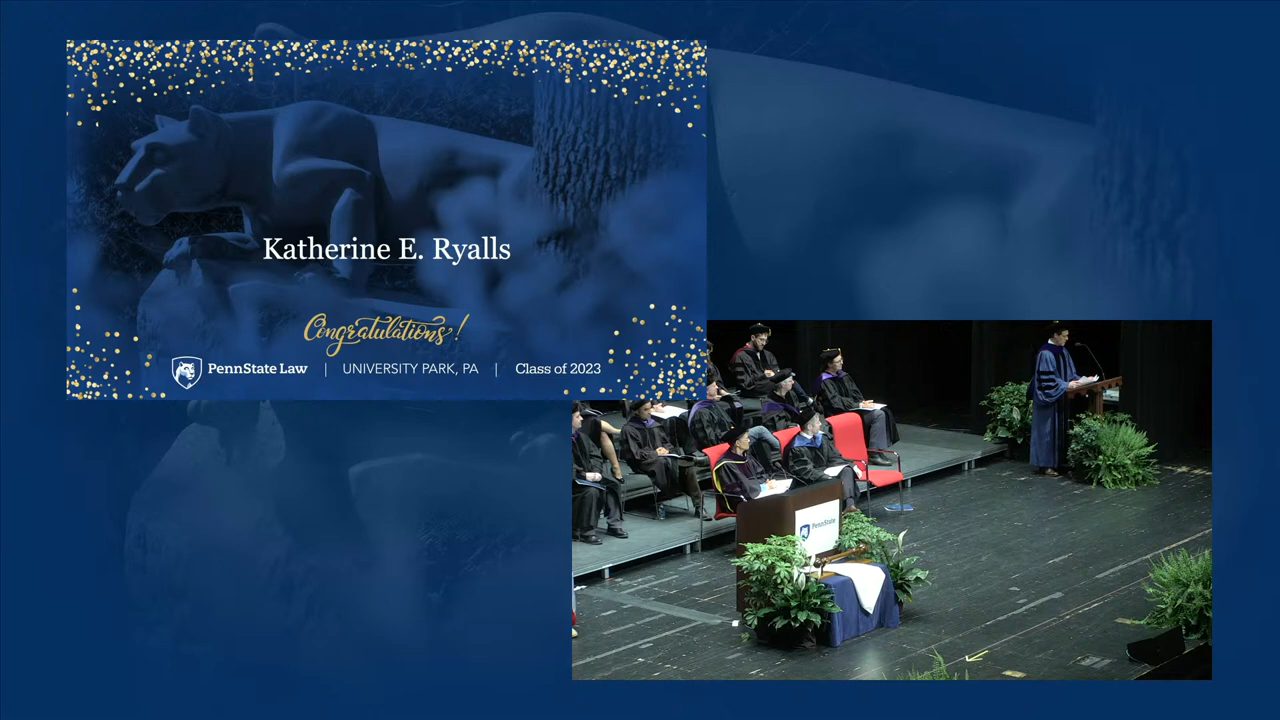 Katherine E. Ryalls
Congratulations!
PennState Law | UNIVERSITY PARK, PA | Class of 2023
PennState